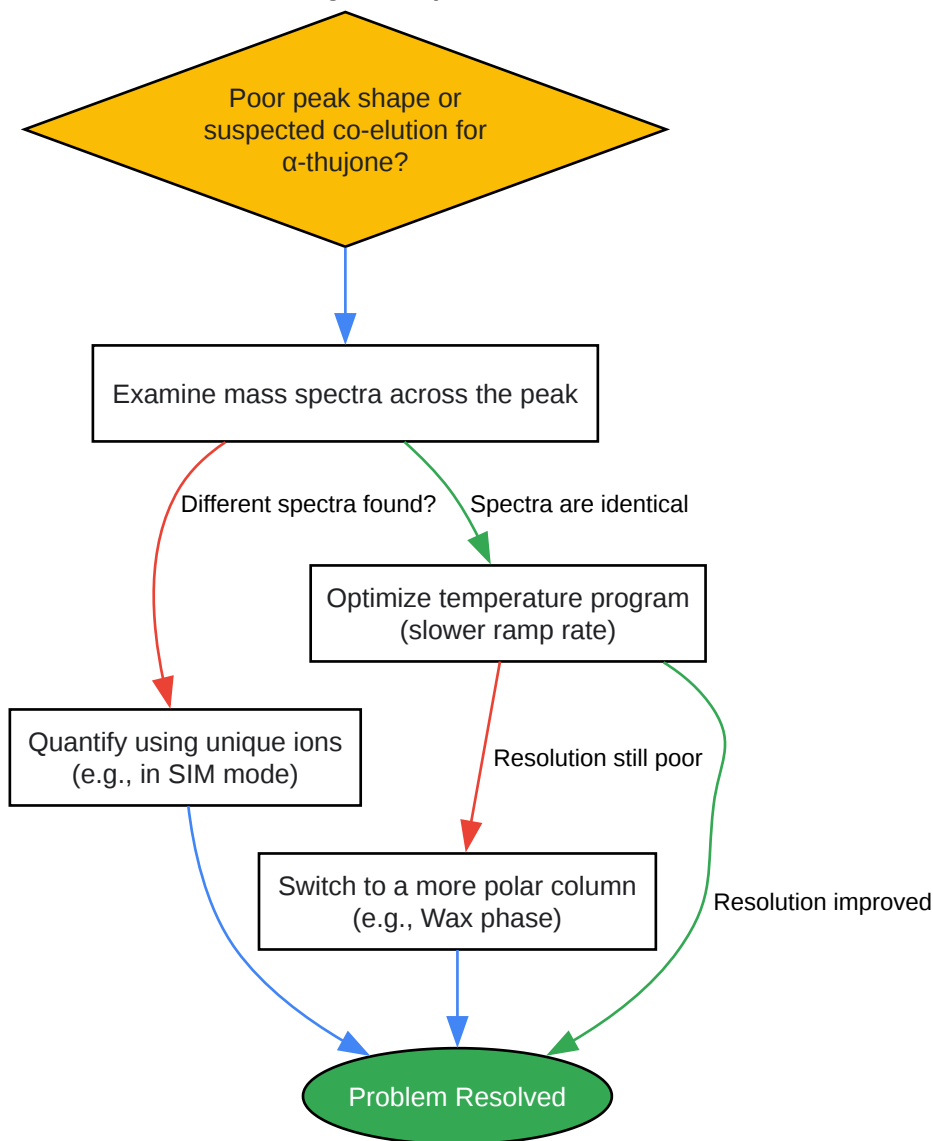 Poor peak shape or
suspected co-elution for
α-thujone?
Examine mass spectra across the peak
Different spectra found?
Spectra are identical
Optimize temperature program
(slower ramp rate)
Quantify using unique ions
(e.g., in SIM mode)
Resolution still poor
Switch to a more polar column
(e.g., Wax phase)
Resolution improved
Problem Resolved